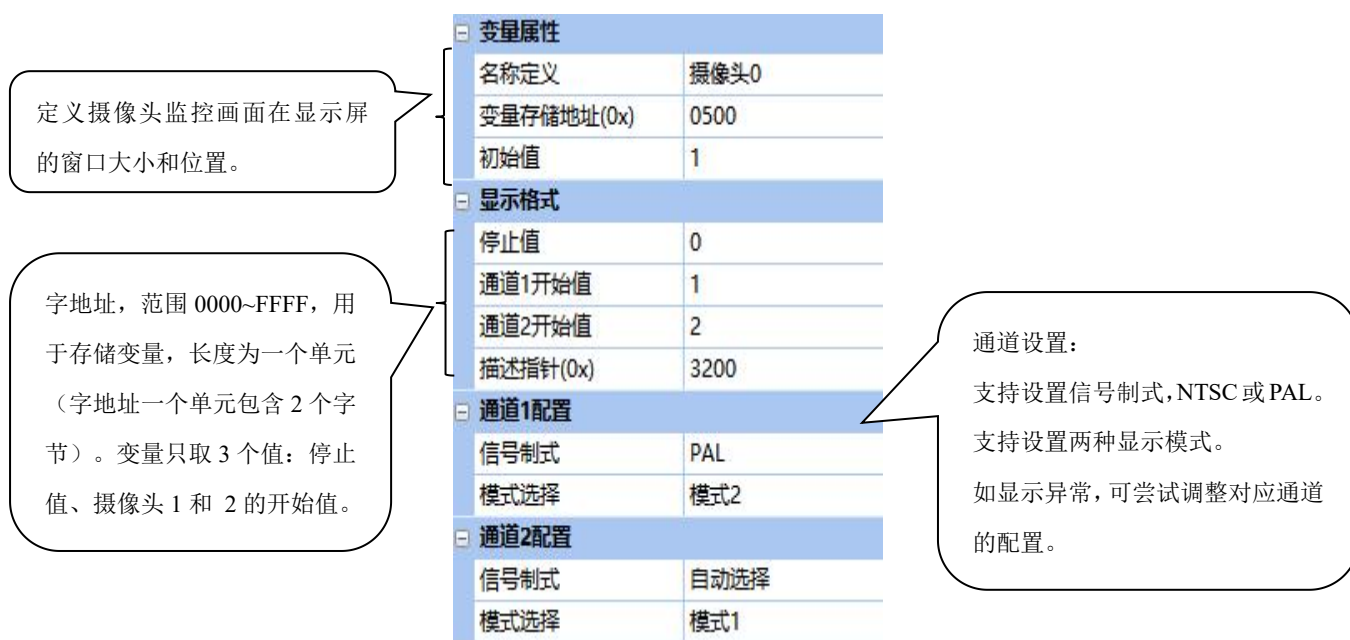 变量属性
名称定义 摄像头0
变量存储地址(0x) 0500
初始值 1
显示格式
停止值 0
通道1开始值 1
通道2开始值 2
描述指针(0x) 3200
通道1配置
信号制式 PAL
模式选择 模式2
通道2配置
信号制式 自动选择
模式选择 模式1
定义摄像头监控画面在显示屏
的窗口大小和位置。
字地址，范围 0000~FFFF，用
于存储变量，长度为一个单元
（字地址一个单元包含 2 个字
节）。变量只取 3 个值：停止
值、摄像头 1 和 2 的开始值。
通道设置：
支持设置信号制式，NTSC 或 PAL。
支持设置两种显示模式。
如显示异常，可尝试调整对应通道
的配置。